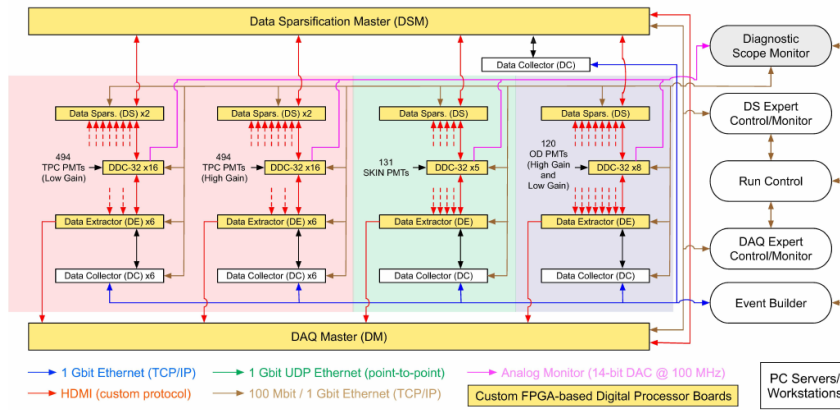 Data Sparsification Master (DSM)
Data Collector (DC)
Diagnostic
Scope Monitor
Data Spars. (DS) x2
Data Spars. (DS) x2
Data Spars. (DS)
Data Spars. (DS)
DS Expert
Control/Monitor
494
TPC PMTs
(Low Gain)
DDC-32 x16
494
TPC PMTs
(High Gain)
DDC-32 x16
131
SKIN PMTs
DDC-32 x5
120
OD PMTs
(High Gain
and
Low Gain)
DDC-32 x8
Run Control
Data Extractor (DE) x6
Data Extractor (DE) x6
Data Extractor (DE)
Data Extractor (DE)
DAQ Expert
Control/Monitor
Data Collector (DC) x6
Data Collector (DC) x6
Data Collector (DC)
Data Collector (DC)
Event Builder
DAQ Master (DM)
1 Gbit Ethernet (TCP/IP)
1 Gbit UDP Ethernet (point-to-point)
Analog Monitor (14-bit DAC @ 100 MHz)
HDMI (custom protocol)
100 Mbit / 1 Gbit Ethernet (TCP/IP)
Custom FPGA-based Digital Processor Boards
PC Servers/
Workstations